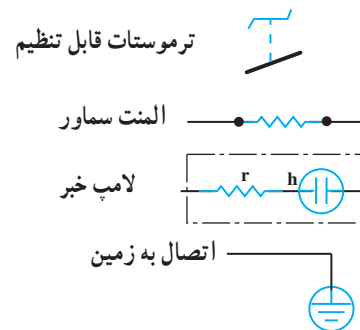 ترموستات قابل تنظیم
المنت سماور
لامپ خبر
r
h
اتصال به زمین